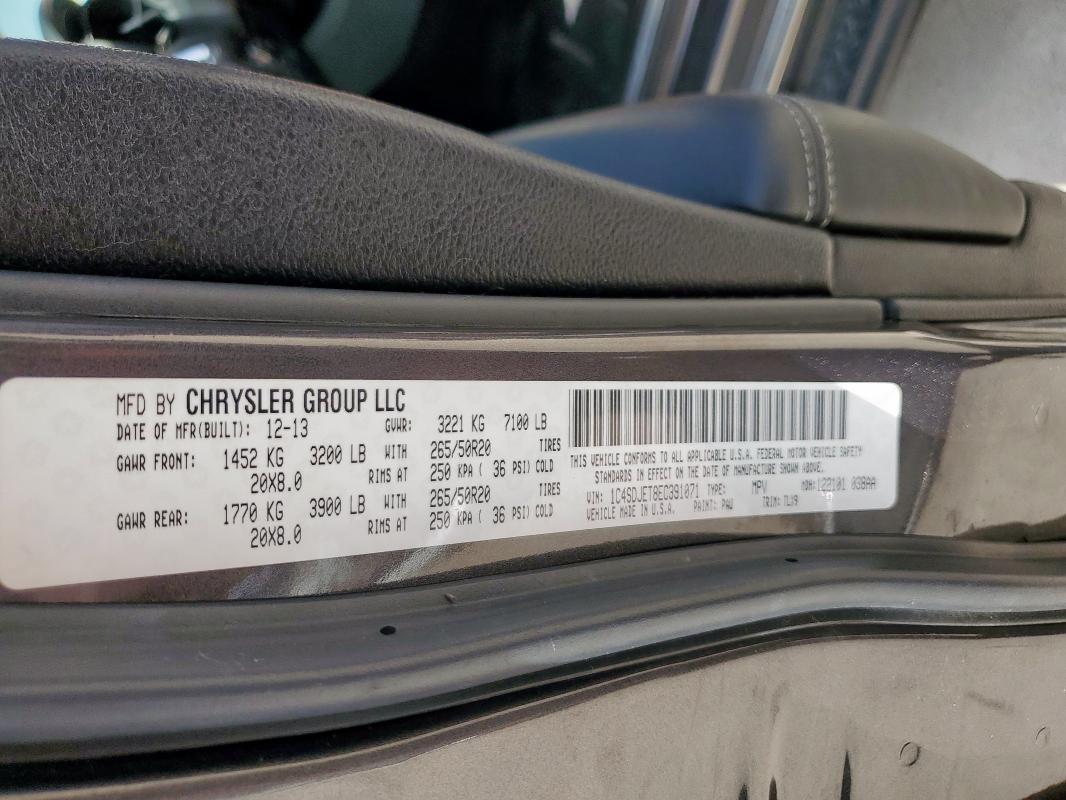 MFD BY CHRYSLER GROUP LLC
DATE OF MFR(BUILT): 12-13 GVWR: 3221 KG 7100 LB
GAWR FRONT: 1452 KG 3200 LB WITH 265/50R20 TIRES
20X8.0 RIMS AT 250 KPA ( 36 PSI) COLD
GAWR REAR: 1770 KG 3900 LB WITH 265/50R20 TIRES
20X8.0 RIMS AT 250 KPA ( 36 PSI) COLD
THIS VEHICLE CONFORMS TO ALL APPLICABLE U.S.A. FEDERAL MOTOR VEHICLE SAFETY
STANDARDS IN EFFECT ON THE DATE OF MANUFACTURE SHOWN ABOVE.
VIN: 1C4SDJET8EC391071 TYPE: MPV MDH: 122101 038AA
VEHICLE MADE IN U.S.A. PAINT: PAU TRIM: TLX9